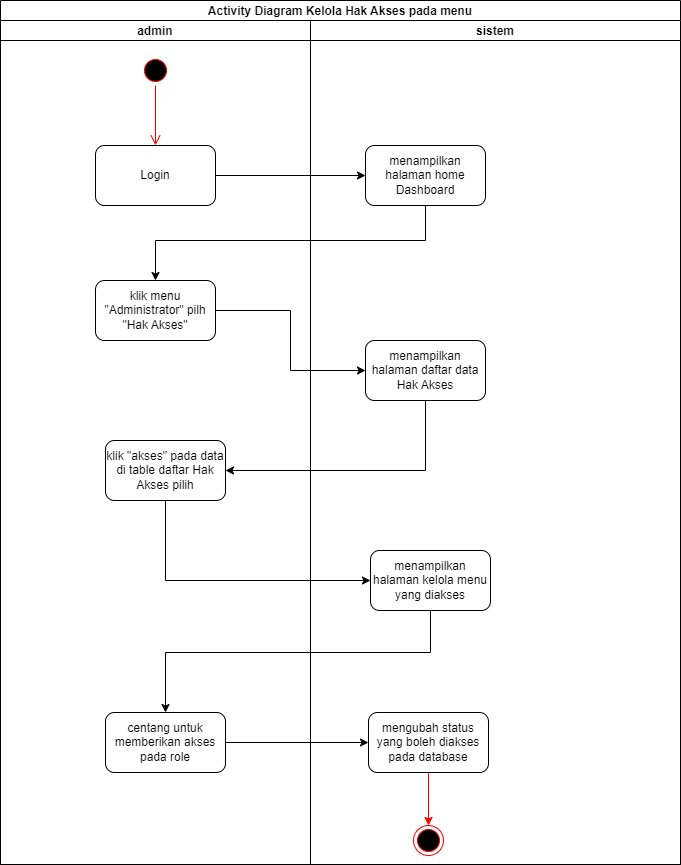 Activity Diagram Kelola Hak Akses pada menu
admin
sistem
Login
menampilkan
halaman home
Dashboard
klik menu
"Administrator" pilh
"Hak Akses"
menampilkan
halaman daftar data
Hak Akses
klik "akses" pada data
di table daftar Hak
Akses pilih
menampilkan
halaman kelola menu
yang diakses
centang untuk
memberikan akses
pada role
mengubah status
yang boleh diakses
pada database